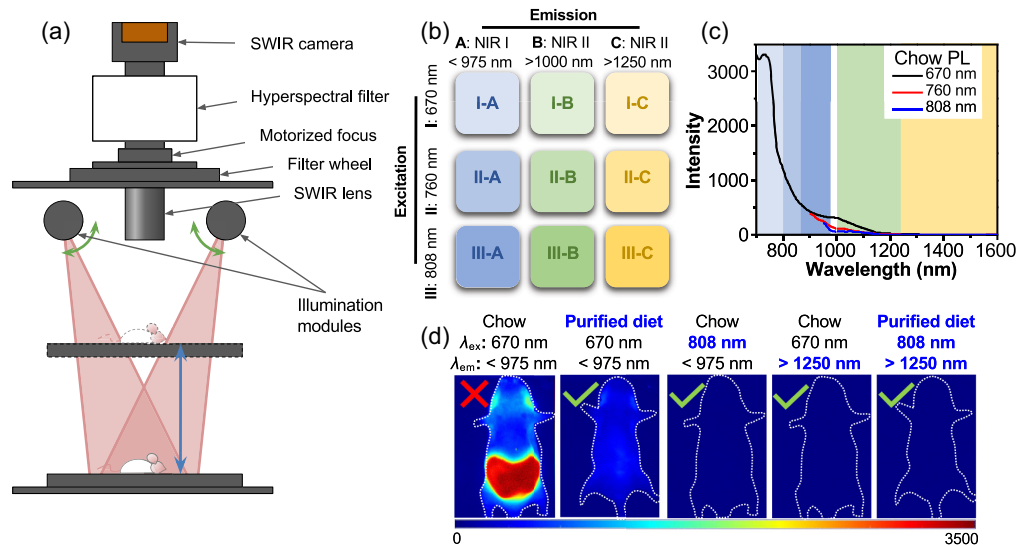 (a)
SWIR camera
Hyperspectral filter
Motorized focus
Filter wheel
SWIR lens
Illumination
modules
(b)
Emission
A: NIR I
B: NIR II
C: NIR II
< 975 nm
>1000 nm
>1250 nm
Excitation
I: 670 nm
I-A
I-B
I-C
II: 760 nm
II-A
II-B
II-C
III: 808 nm
III-A
III-B
III-C
(c)
Chow PL
670 nm
760 nm
808 nm
Intensity
3000
2000
1000
0
800
1000
1200
1400
1600
Wavelength (nm)
(d)
Chow
Purified diet
Chow
Chow
Purified diet
λex: 670 nm
670 nm
808 nm
670 nm
808 nm
λem: < 975 nm
< 975 nm
< 975 nm
> 1250 nm
> 1250 nm
0
3500